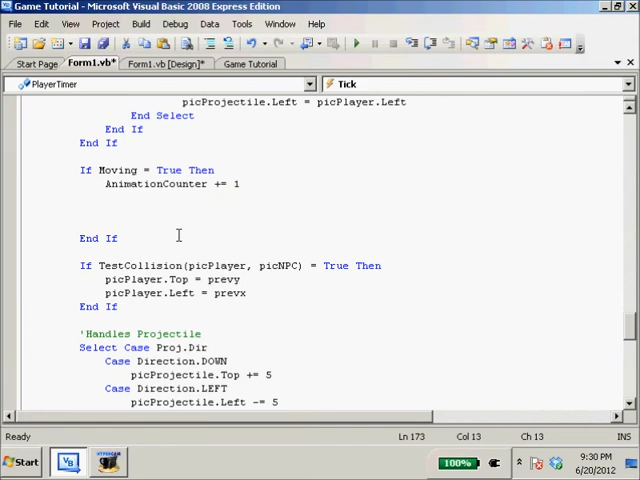 Game Tutorial - Microsoft Visual Basic 2008 Express Edition
File Edit View Project Build Debug Data Tools Window Help
Start Page Form1.vb* Form1.vb [Design]* Game Tutorial
PlayerTimer Tick
picProjectile.Left = picPlayer.Left
End Select
End If
End If
If Moving = True Then
AnimationCounter += 1
End If
If TestCollision(picPlayer, picNPC) = True Then
picPlayer.Top = prevy
picPlayer.Left = prevx
End If
'Handles Projectile
Select Case Proj.Dir
Case Direction.DOWN
picProjectile.Top += 5
Case Direction.LEFT
picProjectile.Left -= 5
Ready Ln 173 Col 13 Ch 13 INS
Start VB HYPERCAM 100% 9:30 PM
6/20/2012